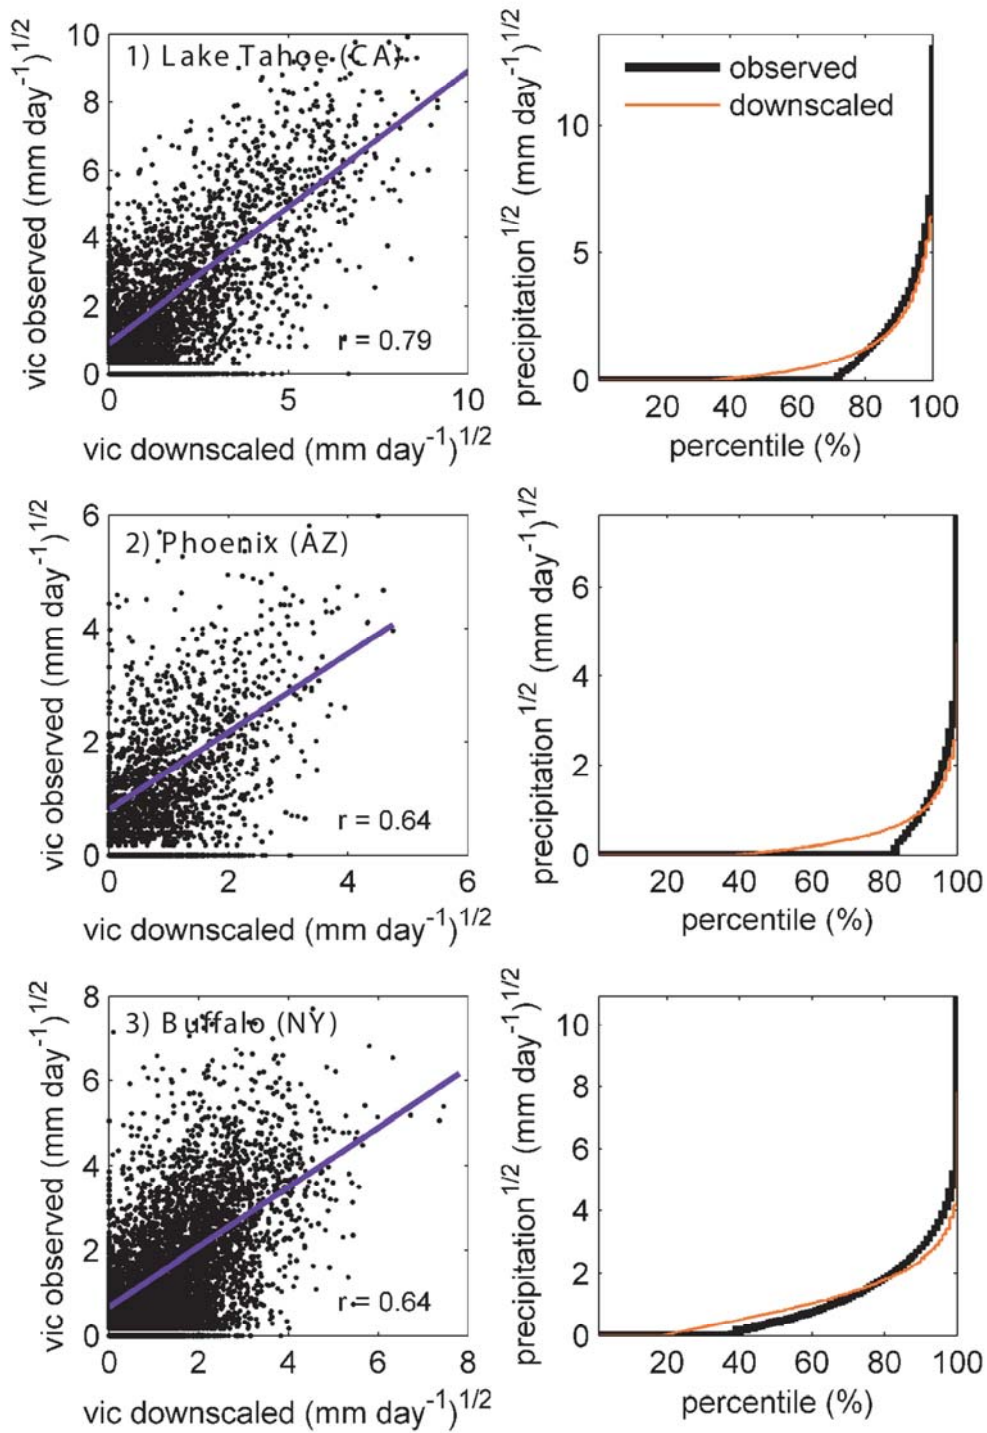 1) Lake Tahoe (CA)
vic observed (mm day-1)1/2
10
8
6
4
2
0
r = 0.79
0 5 10
vic downscaled (mm day-1)1/2
observed
downscaled
precipitation1/2 (mm day-1)1/2
10
5
0
20 40 60 80 100
percentile (%)
2) Phoenix (AZ)
vic observed (mm day-1)1/2
6
4
2
0
r = 0.64
0 2 4 6
vic downscaled (mm day-1)1/2
precipitation1/2 (mm day-1)1/2
6
4
2
0
20 40 60 80 100
percentile (%)
3) Buffalo (NY)
vic observed (mm day-1)1/2
8
6
4
2
0
r = 0.64
0 2 4 6 8
vic downscaled (mm day-1)1/2
precipitation1/2 (mm day-1)1/2
10
8
6
4
2
0
20 40 60 80 100
percentile (%)